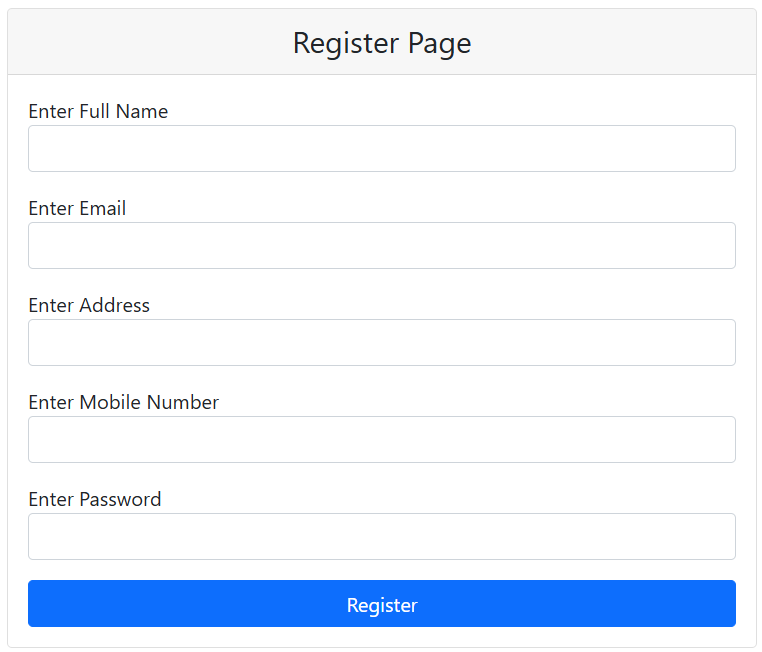 Register Page
Enter Full Name
Enter Email
Enter Address
Enter Mobile Number
Enter Password
Register